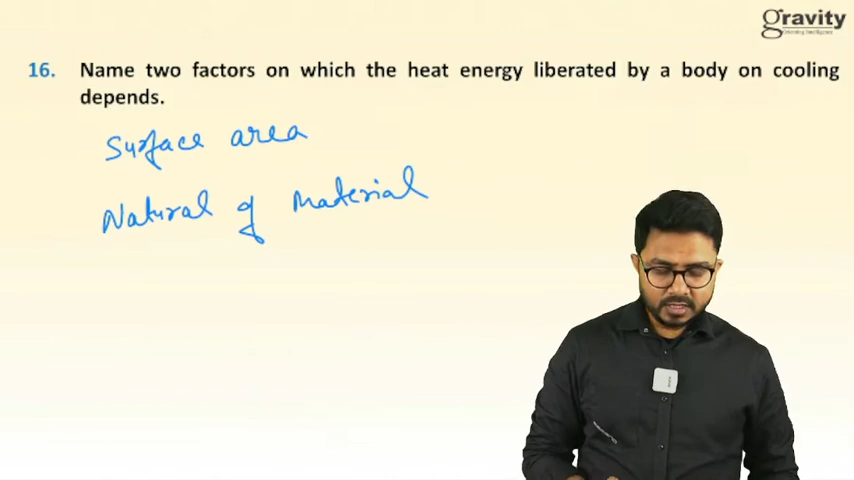 gravity
16. Name two factors on which the heat energy liberated by a body on cooling
depends.
Surface area
Natural of Material